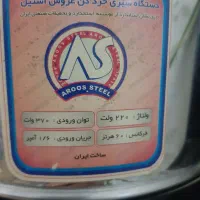 دستگاه سبزی خرد کن عروس استیل
AS
AROOS STEEL
ولتاژ : ۲۲۰ ولت
توان ورودی : ۳۷۰ وات
فرکانس : ۲۰ هرتز
جریان ورودی : ۱/۶ آمپر
ساخت ایران